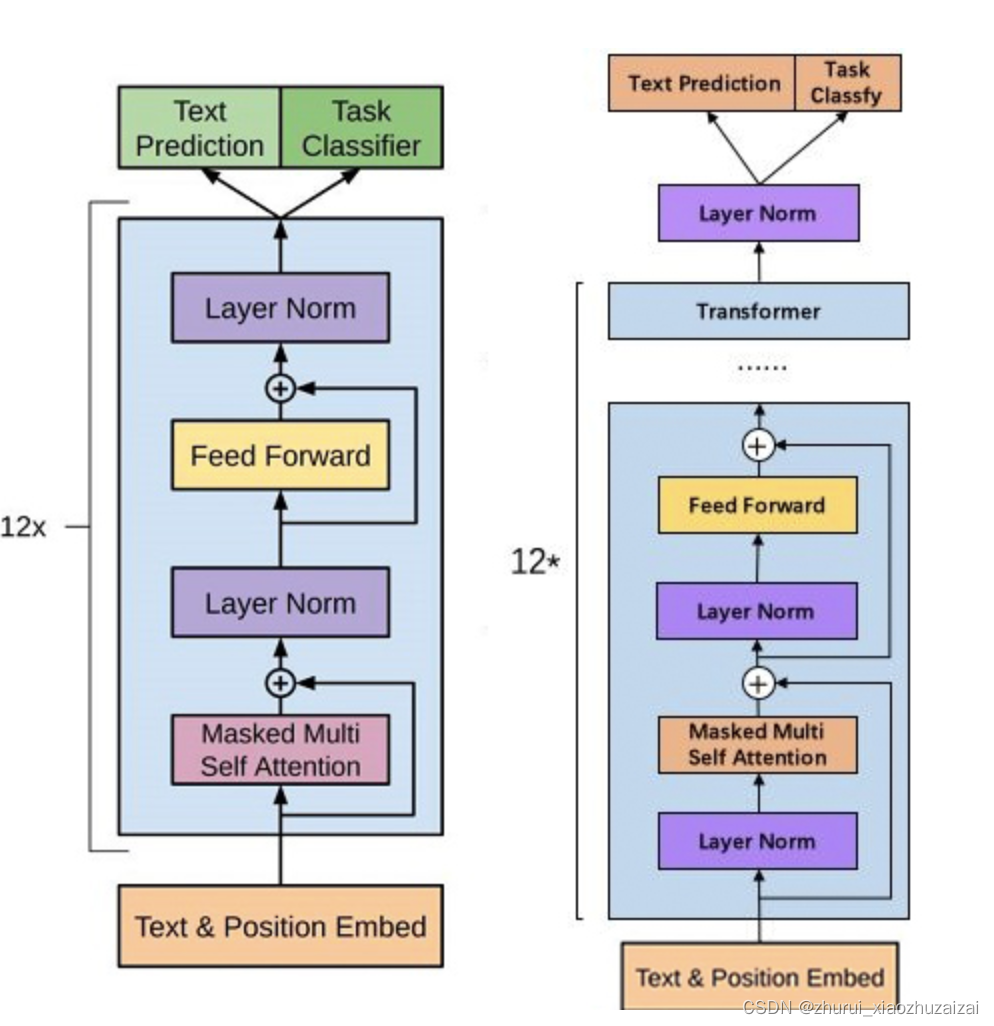 Text
Prediction
Task
Classifier
12x
Layer Norm
Feed Forward
Layer Norm
Masked Multi
Self Attention
Text & Position Embed
Text Prediction
Task
Classfy
Layer Norm
Transformer
......
12*
Feed Forward
Layer Norm
Masked Multi
Self Attention
Layer Norm
Text & Position Embed
CSDN @zhurui_xiaozhuzaizai